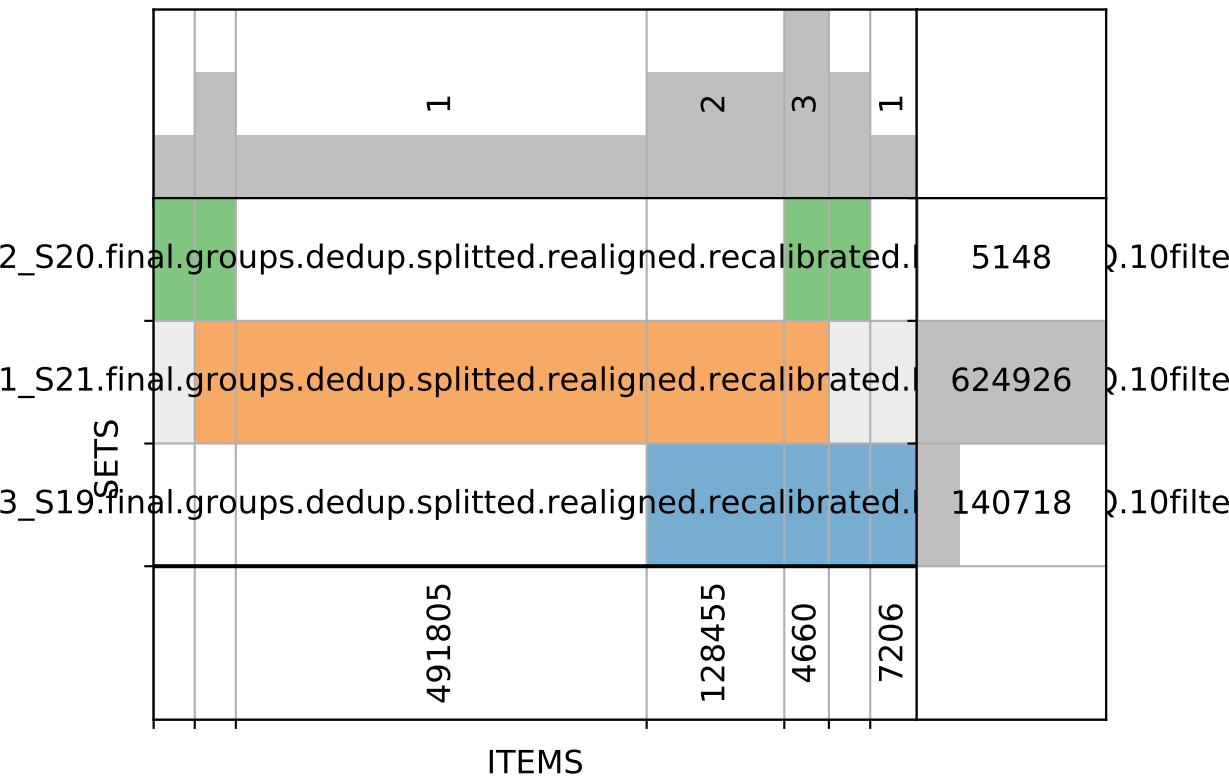 1 2 3 1
2_S20.final.groups.dedup.splitted.realigned.recalibrated. Q.10filte
5148
1_S21.final.groups.dedup.splitted.realigned.recalibrated. Q.10filte
624926
3_S19.final.groups.dedup.splitted.realigned.recalibrated. Q.10filte
140718
SETS
491805 128455 4660 7206
ITEMS